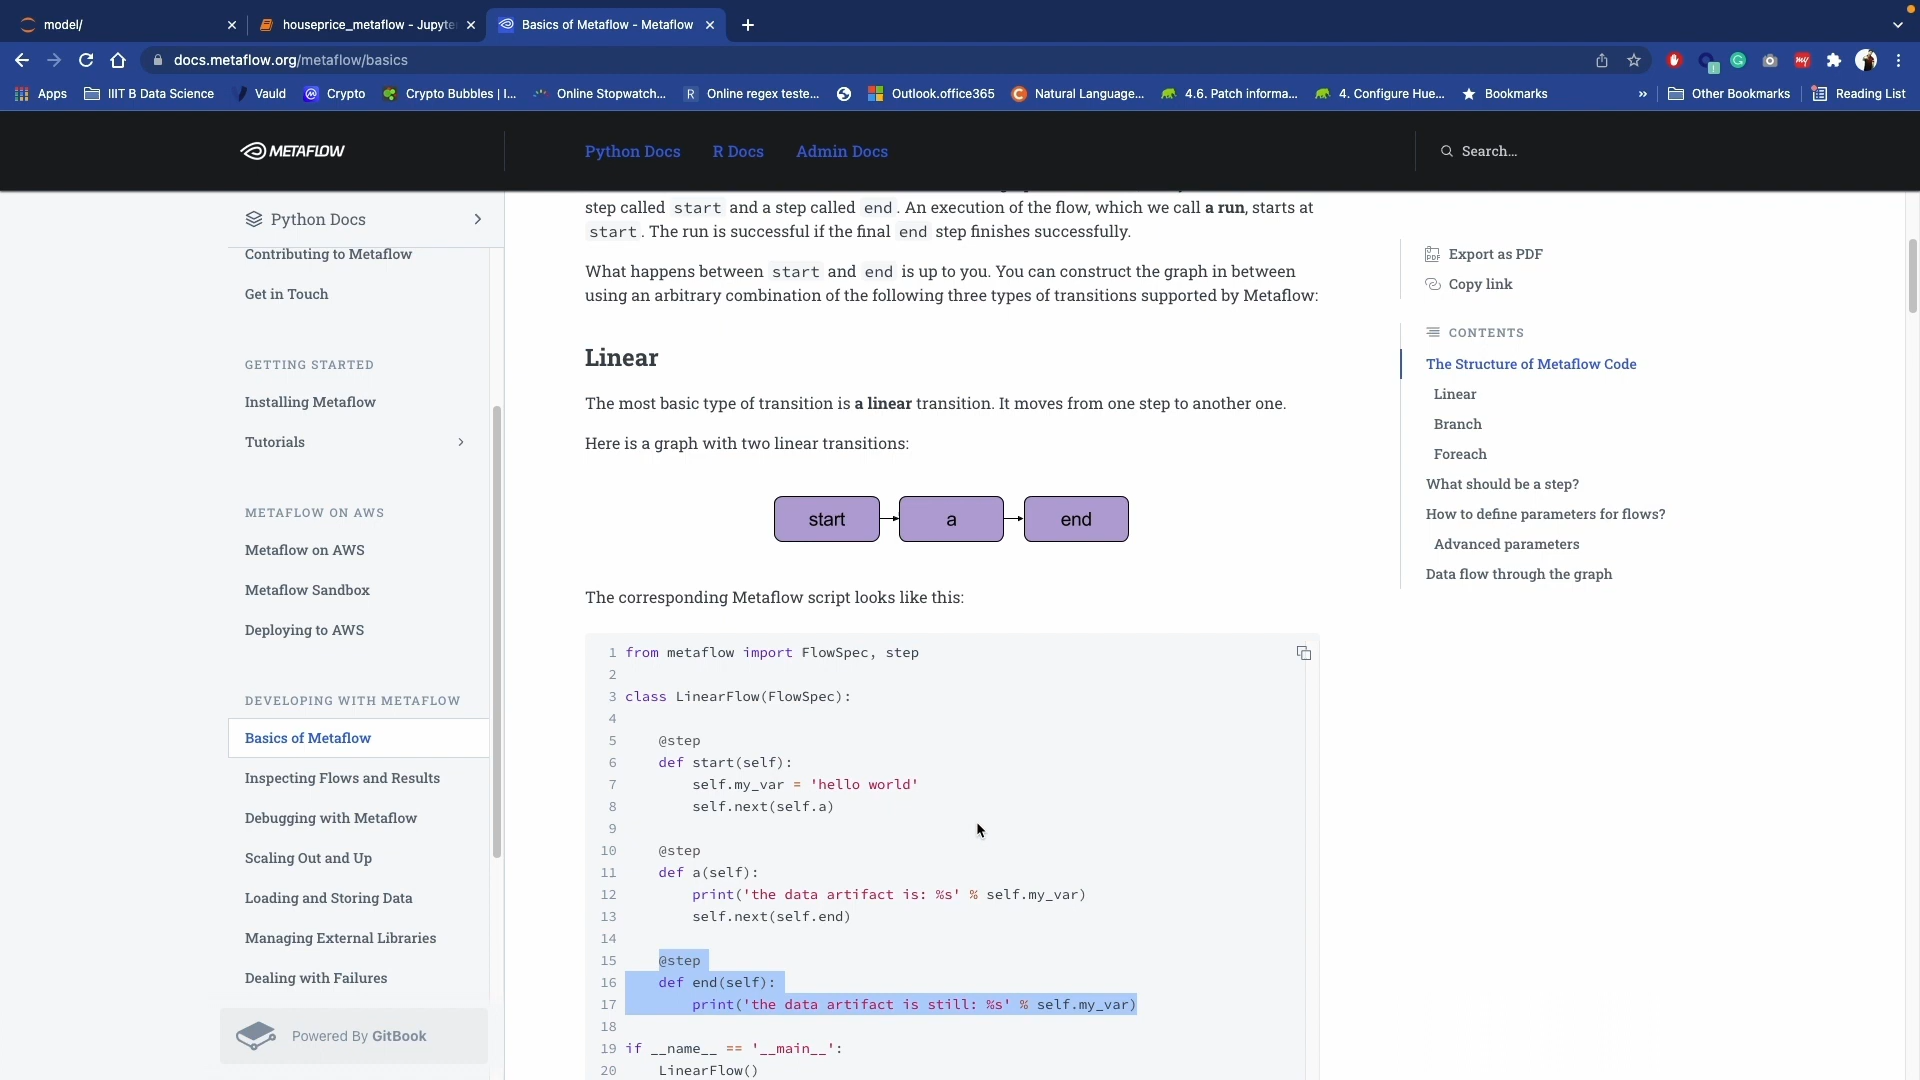 model/
houseprice_metaflow - Jupyte
Basics of Metaflow - Metaflow
docs.metaflow.org/metaflow/basics
Apps
IIIT B Data Science
Vauld
Crypto
Crypto Bubbles | I...
Online Stopwatch...
Online regex teste...
Outlook.office365
Natural Language...
4.6. Patch informa...
4. Configure Hue...
Bookmarks
»
Other Bookmarks
Reading List
METAFLOW
Python Docs
R Docs
Admin Docs
Search...
Python Docs
Contributing to Metaflow
Get in Touch
GETTING STARTED
Installing Metaflow
Tutorials
METAFLOW ON AWS
Metaflow on AWS
Metaflow Sandbox
Deploying to AWS
DEVELOPING WITH METAFLOW
Basics of Metaflow
Inspecting Flows and Results
Debugging with Metaflow
Scaling Out and Up
Loading and Storing Data
Managing External Libraries
Dealing with Failures
Powered By GitBook
step called start and a step called end . An execution of the flow, which we call a run, starts at
start . The run is successful if the final end step finishes successfully.
What happens between start and end is up to you. You can construct the graph in between
using an arbitrary combination of the following three types of transitions supported by Metaflow:
Linear
The most basic type of transition is a linear transition. It moves from one step to another one.
Here is a graph with two linear transitions:
start
a
end
The corresponding Metaflow script looks like this:
1 from metaflow import FlowSpec, step
2
3 class LinearFlow(FlowSpec):
4
5 @step
6 def start(self):
7 self.my_var = 'hello world'
8 self.next(self.a)
9
10 @step
11 def a(self):
12 print('the data artifact is: %s' % self.my_var)
13 self.next(self.end)
14
15 @step
16 def end(self):
17 print('the data artifact is still: %s' % self.my_var)
18
19 if __name__ == '__main__':
20 LinearFlow()
Export as PDF
Copy link
CONTENTS
The Structure of Metaflow Code
Linear
Branch
Foreach
What should be a step?
How to define parameters for flows?
Advanced parameters
Data flow through the graph